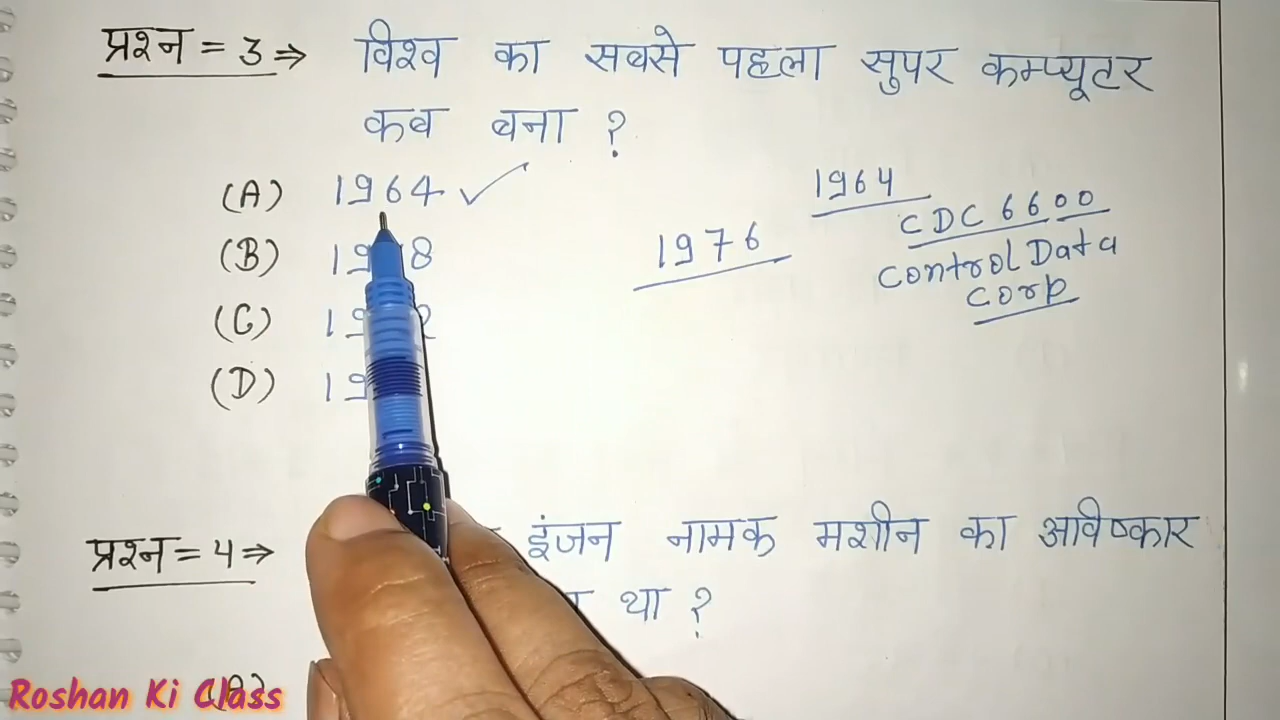 प्रश्न = 3 ⇒ विश्व का सबसे पहला सुपर कम्प्यूटर
कब बना ?
(A) 1964 ✓
(B)
(C)
(D)
1976
1964
CDC 6600
Control Data
Corp
प्रश्न = 4 ⇒ इंजन नामक मशीन का आविष्कार
था ?
(A)
Roshan Ki Class